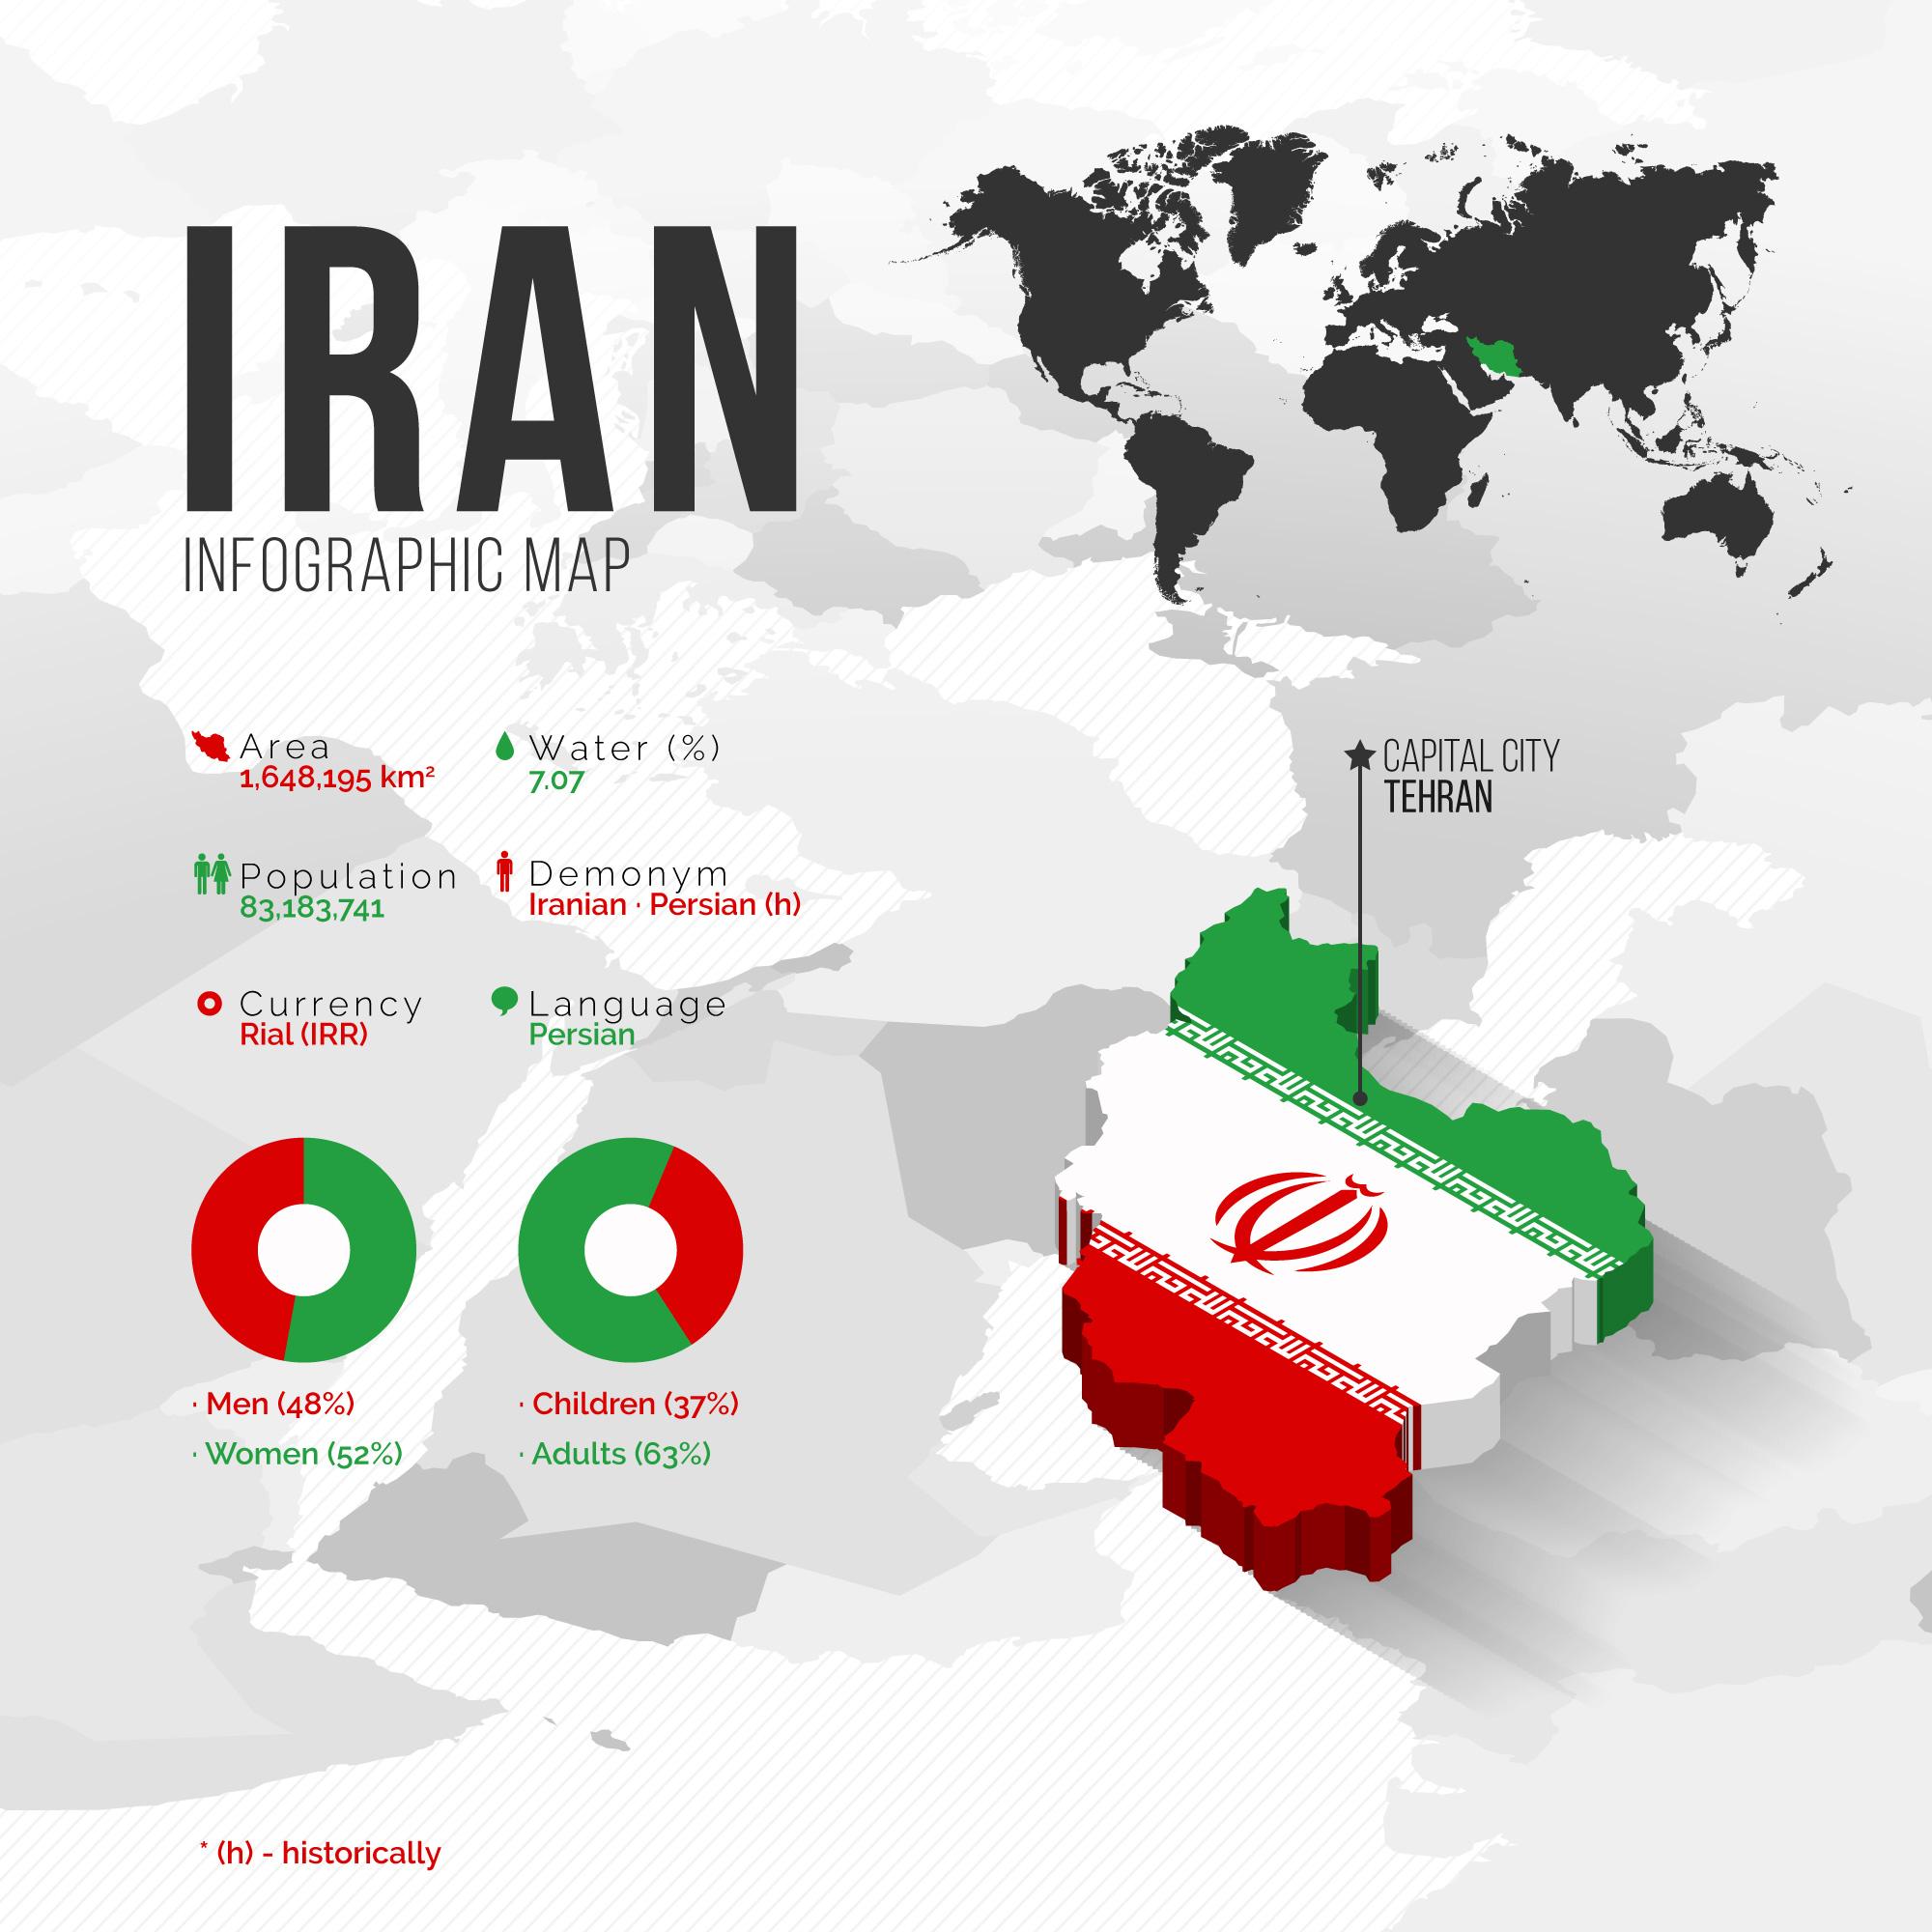 IRAN
INFOGRAPHIC MAP
Area
1,648,195 km²
Water (%)
7.07
Population
83,183,741
Demonym
Iranian · Persian (h)
Currency
Rial (IRR)
Language
Persian
CAPITAL CITY
TEHRAN
· Men (48%)
· Women (52%)
· Children (37%)
· Adults (63%)
* (h) - historically